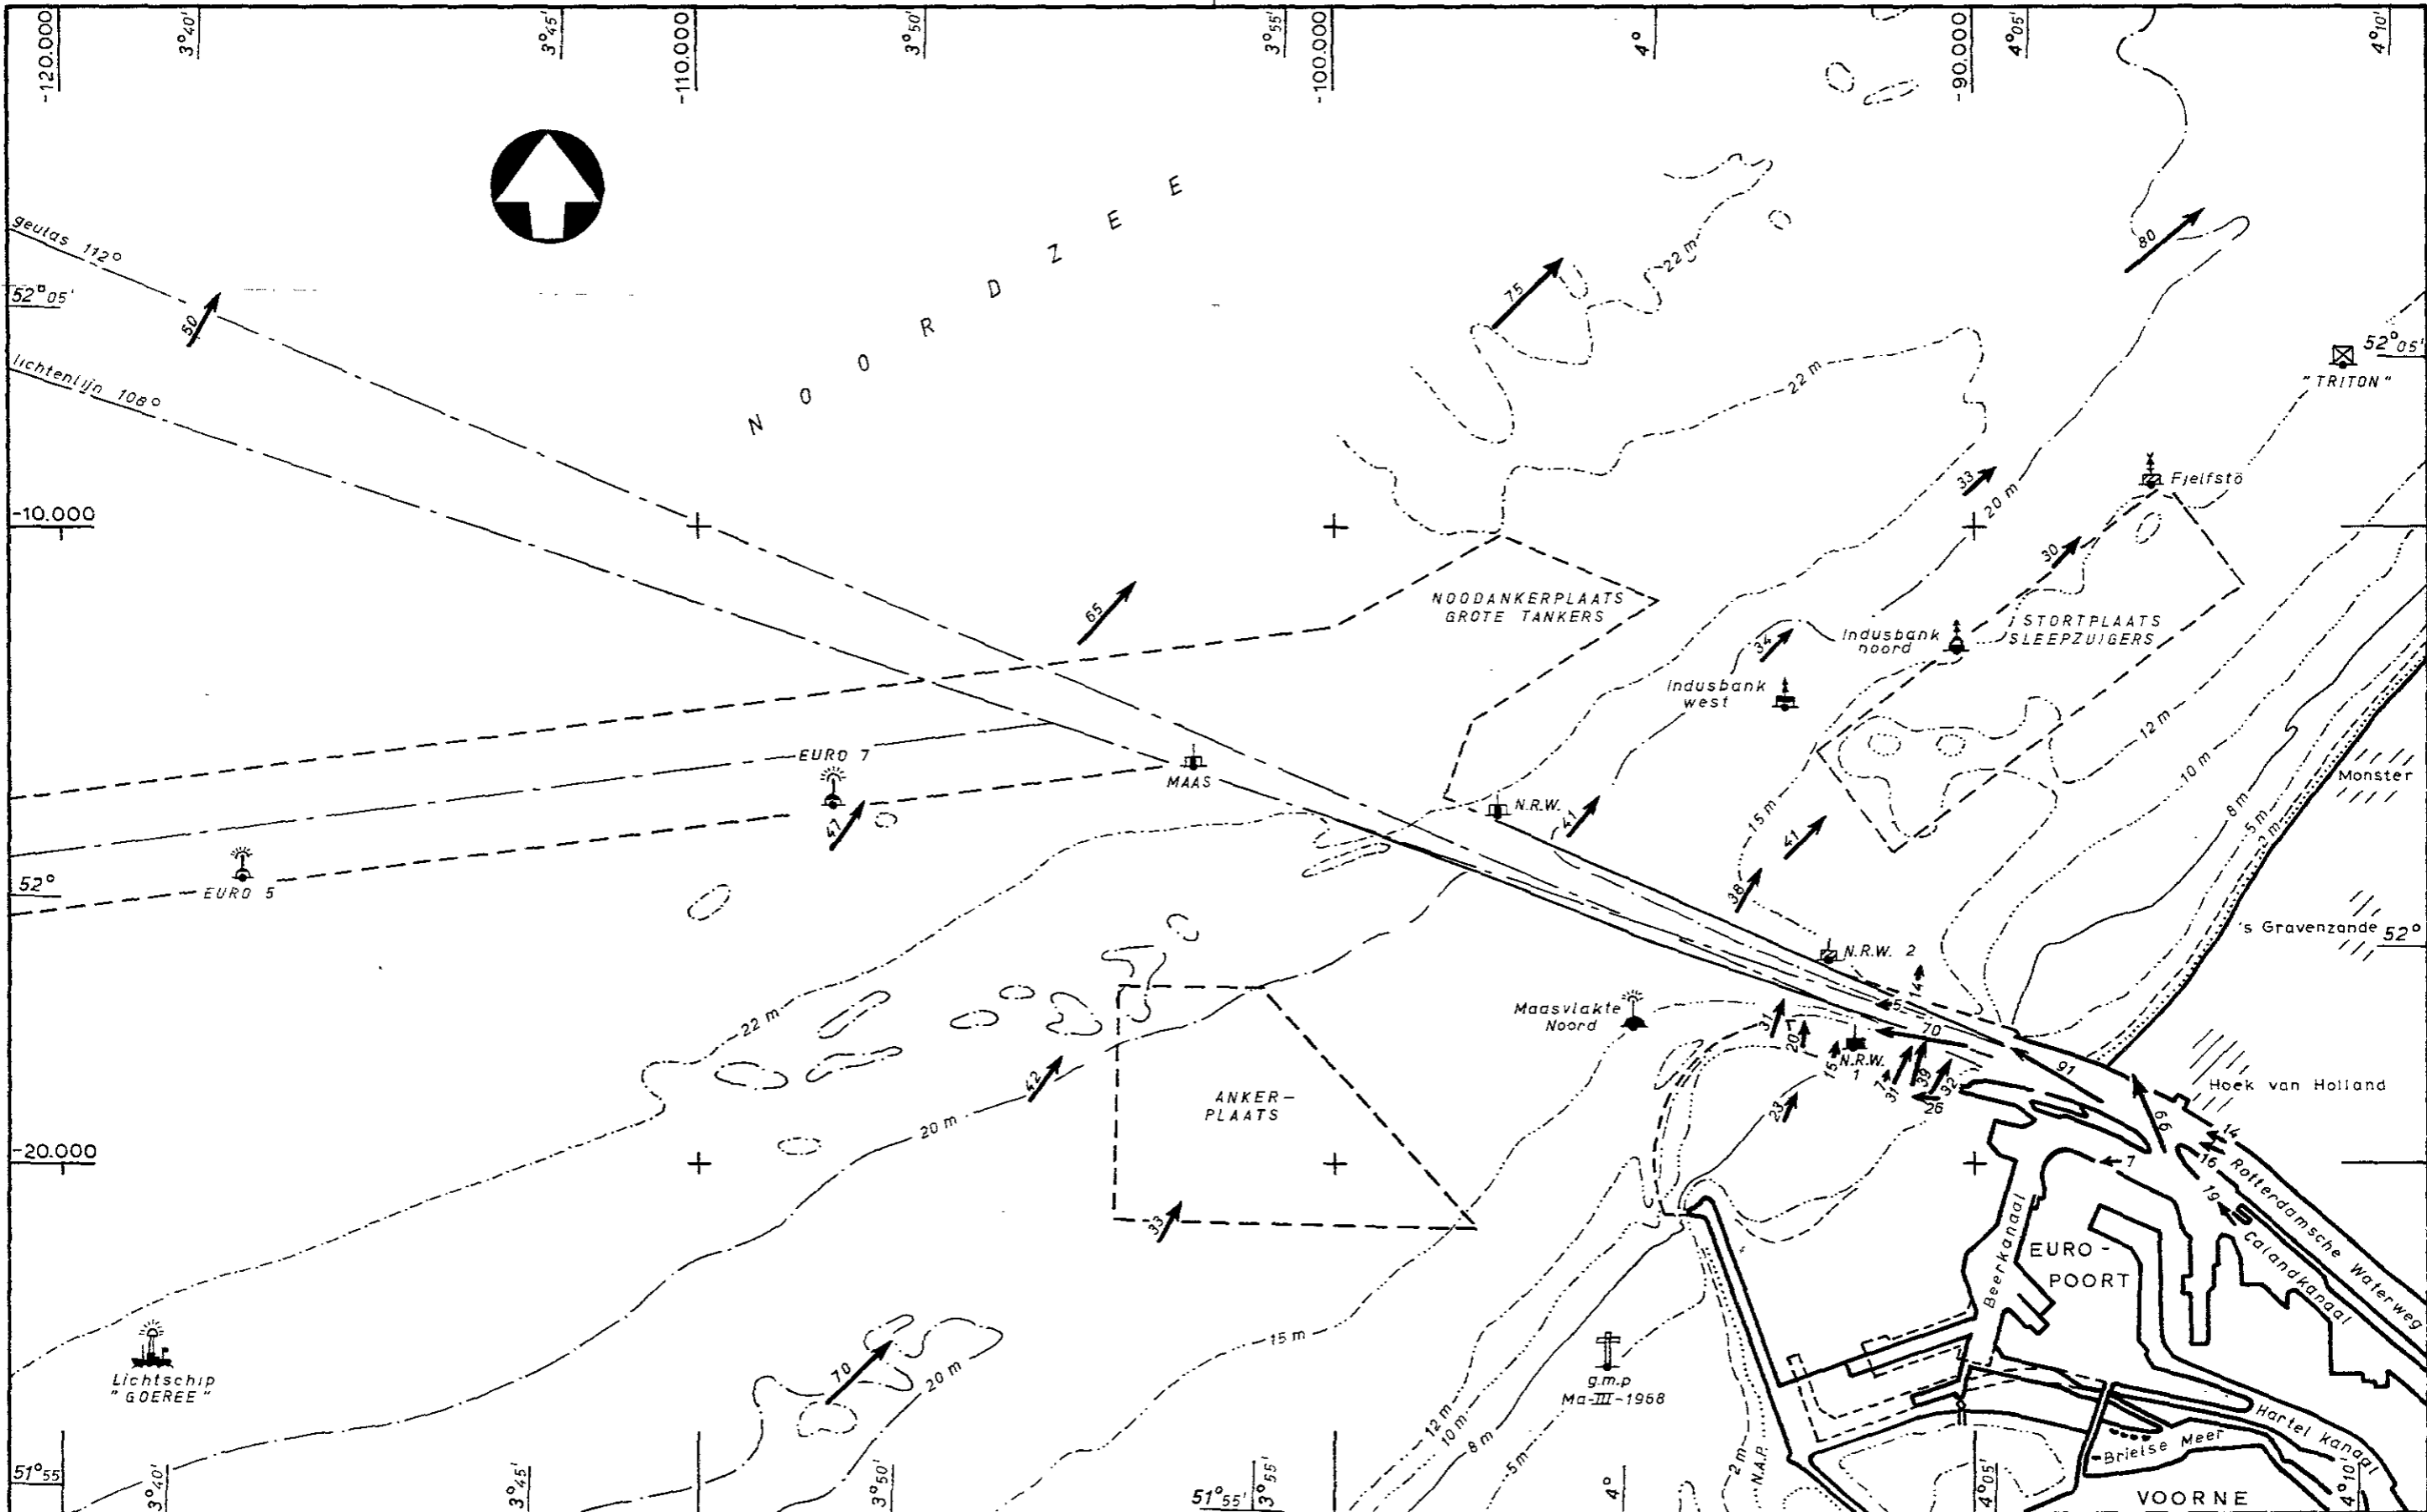 -120.000
3°40'
3°45'
-110.000
3°50'
3°55'
-100.000
4°
-90.000
4°05'
4°10'
geulas 112°
52°05'
50
lichtenlijn 108°
NOORDZEE
75
22 m
80
52°05'
"TRITON"
22 m
33
20 m
Fjelfstö
-10.000
30
65
NOODANKERPLAATS
GROTE TANKERS
34
Indusbank
noord
STORTPLAATS
SLEEPZUIGERS
Indusbank
west
12 m
10 m
8 m
5 m
2 m
Monster
EURO 7
MAAS
47
N.R.W.
41
15 m
41
52°
EURO 5
38
's Gravenzande
52°
N.R.W. 2
14
5
Maasvlakte
Noord
31
20
70
15
N.R.W.
1
7
31
39
32
26
23
91
Hoek van Holland
22 m
42
20 m
ANKER-
PLAATS
66
14
16
7
19
-20.000
33
Rotterdamsche Waterweg
Calandkanaal
Beerkanaal
EURO-
POORT
15 m
Lichtschip
"GOEREE"
70
20 m
g.m.p
Ma-III-1968
12 m
10 m
8 m
5 m
2 m
N.A.P.
Hartel kanaal
Brielse Meer
VOORNE
51°55'
3°40'
3°45'
3°50'
51°55'
3°55'
4°
4°05'
4°10'